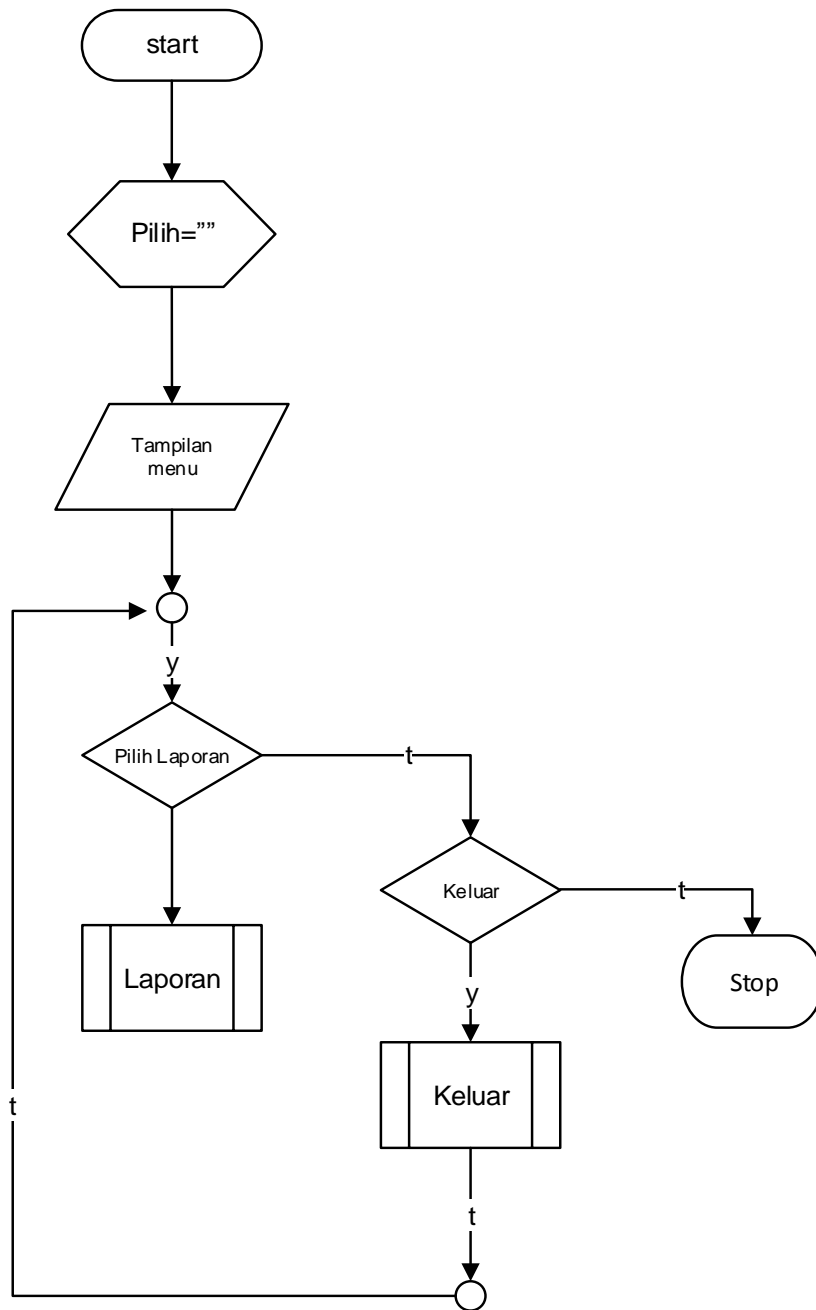 start
Pilih=””
Tampilan
menu
y
Pilih Laporan
t
Keluar
t
Laporan
Stop
y
Keluar
t
t